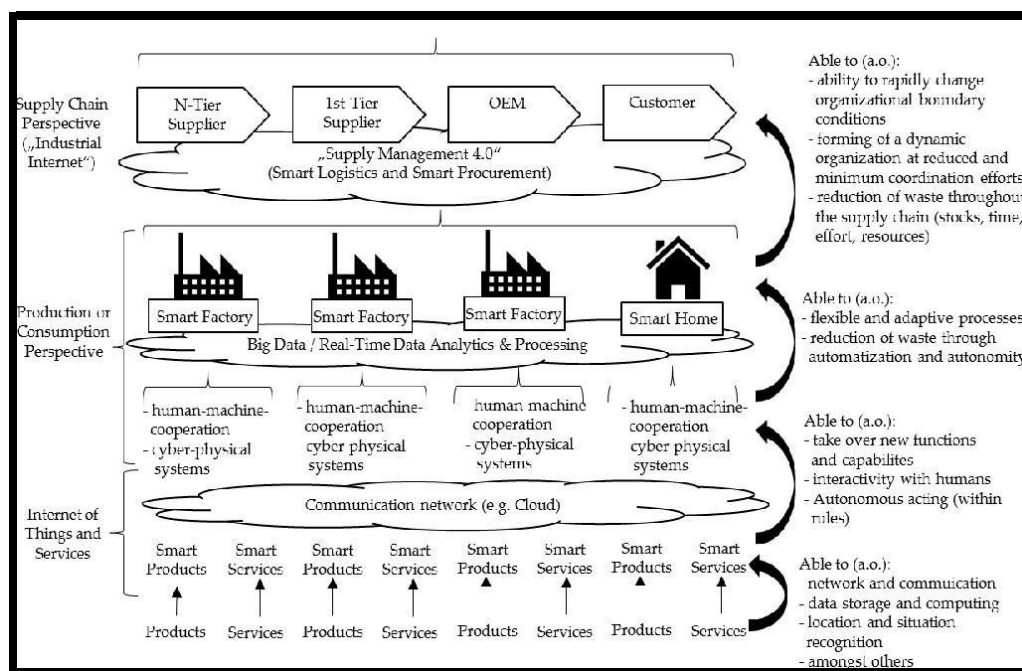 Supply Chain
Perspective
(„Industrial
Internet“)
N-Tier
Supplier
1st Tier
Supplier
OEM
Customer
„Supply Management 4.0“
(Smart Logistics and Smart Procurement)
Able to (a.o.):
- ability to rapidly change
organizational boundary
conditions
- forming of a dynamic
organization at reduced and
minimum coordination efforts
- reduction of waste throughout
the supply chain (stocks, time,
effort, resources)
Production or
Consumption
Perspective
Smart Factory
Smart Factory
Smart Factory
Smart Home
Big Data / Real-Time Data Analytics & Processing
Able to (a.o.):
- flexible and adaptive processes
- reduction of waste through
automatization and autonomity
- human-machine-
cooperation
- cyber-physical
systems
- human-machine-
cooperation
cyber physical
systems
human machine
cooperation
- cyber-physical
systems
- human-machine-
cooperation
cyber physical
systems
Able to (a.o.):
- take over new functions
and capabilites
- interactivity with humans
- Autonomous acting (within
rules)
Internet of
Things and
Services
Communication network (e.g. Cloud)
Smart
Products
Smart
Services
Smart
Products
Smart
Services
Smart
Products
Smart
Services
Smart
Products
Smart
Services
Products
Services
Products
Services
Products
Services
Products
Services
Able to (a.o.):
network and commuication
- data storage and computing
- location and situation
recognition
- amongst others